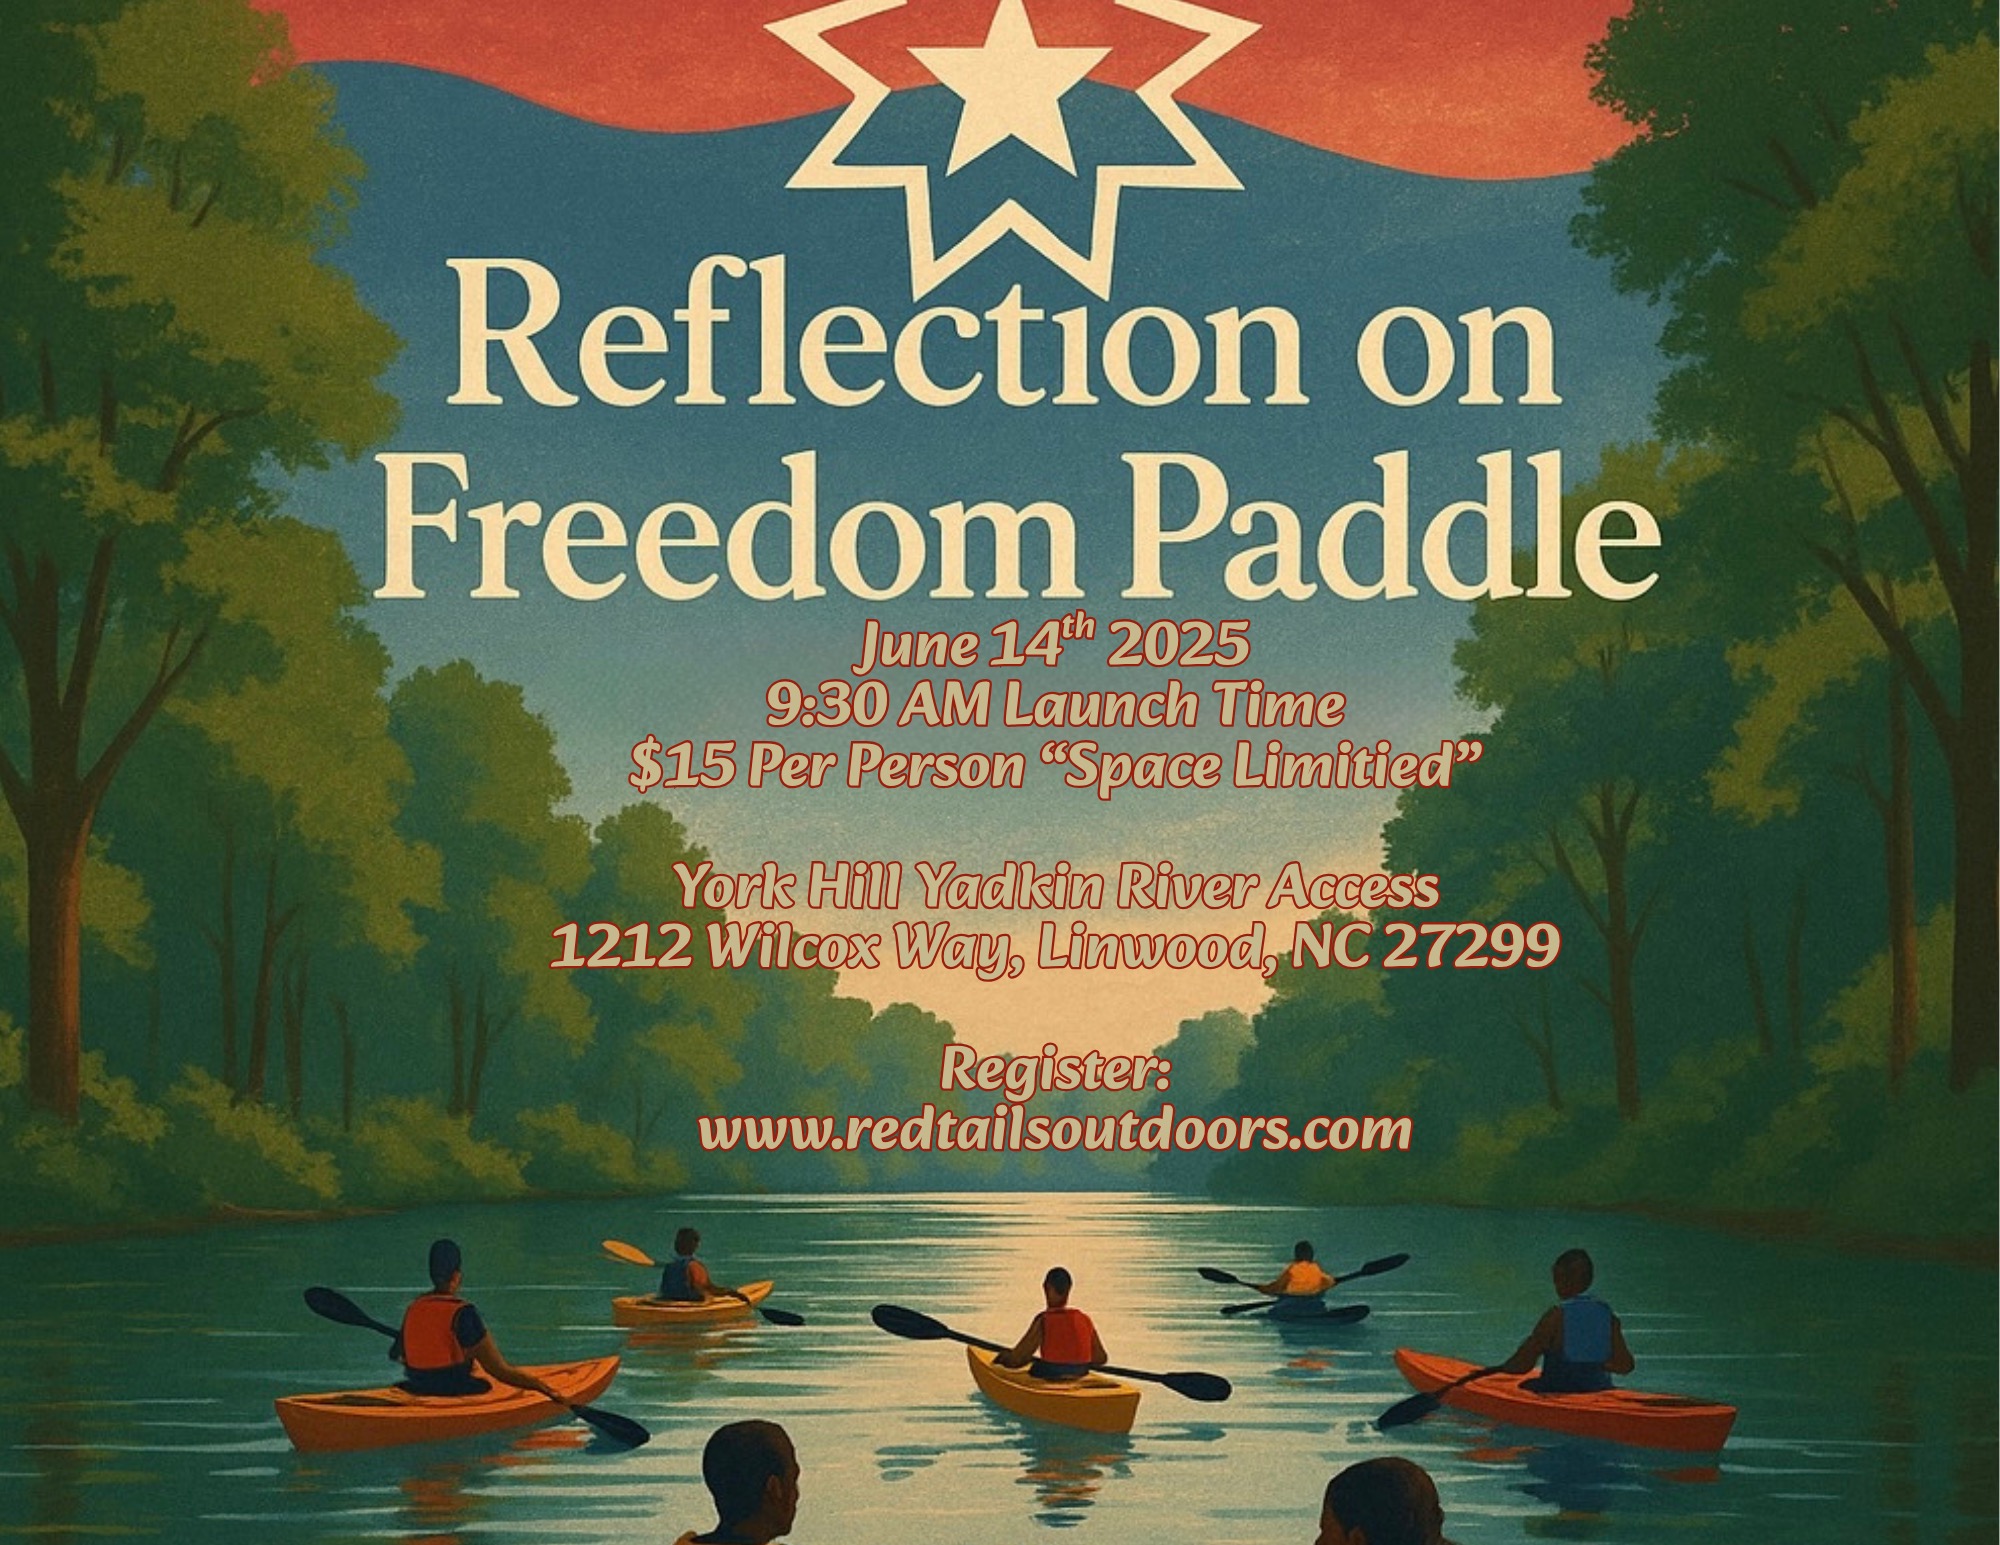 Reflection on
Freedom Paddle
June 14th 2025
9:30 AM Launch Time
$15 Per Person “Space Limitied”
York Hill Yadkin River Access
1212 Wilcox Way, Linwood, NC 27299
Register:
www.redtailsoutdoors.com